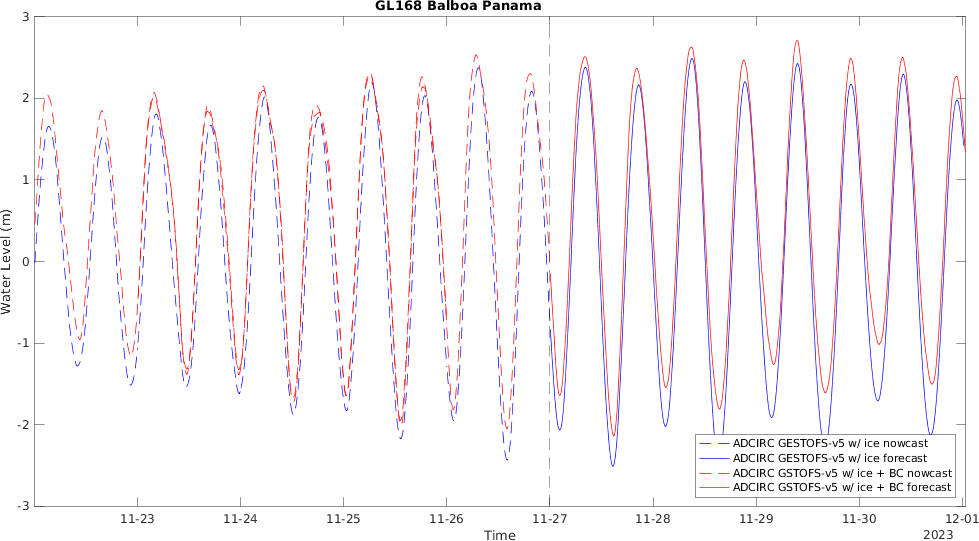 GL168 Balboa Panama
3
2
1
0
-1
-2
-3
Water Level (m)
ADCIRC GESTOFS-v5 w/ ice nowcast
ADCIRC GESTOFS-v5 w/ ice forecast
ADCIRC GSTOFS-v5 w/ ice + BC nowcast
ADCIRC GSTOFS-v5 w/ ice + BC forecast
11-23 11-24 11-25 11-26 11-27 11-28 11-29 11-30 12-01
Time
2023